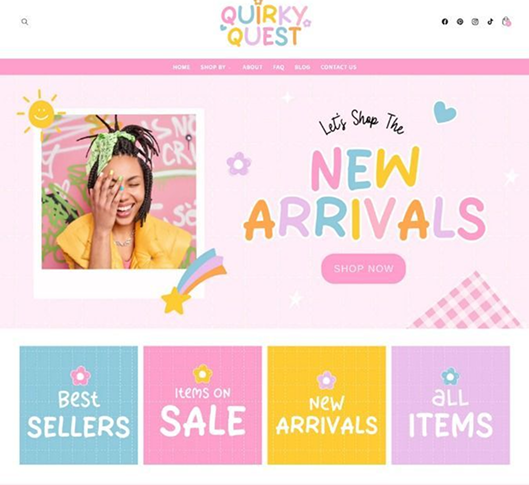 QUIRKY
QUEST
HOME SHOP BY ABOUT FAQ BLOG CONTACT US
Let's Shop The
NEW
ARRIVALS
SHOP NOW
Best
SELLERS
Items on
SALE
New
ARRIVALS
all
ITEMS